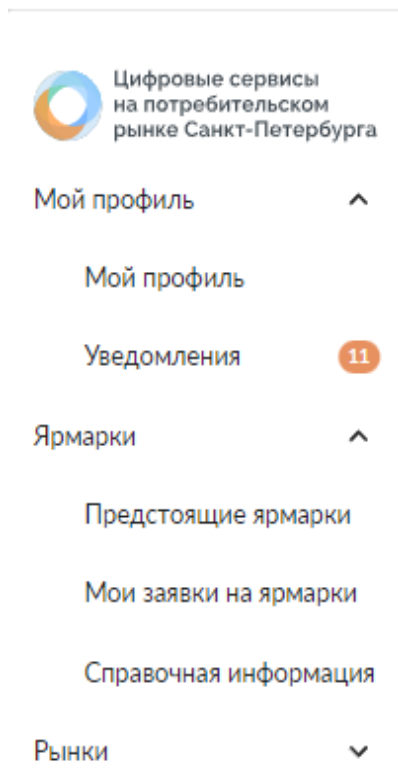 Цифровые сервисы
на потребительском
рынке Санкт-Петербурга
Мой профиль
Мой профиль
Уведомления 11
Ярмарки
Предстоящие ярмарки
Мои заявки на ярмарки
Справочная информация
Рынки